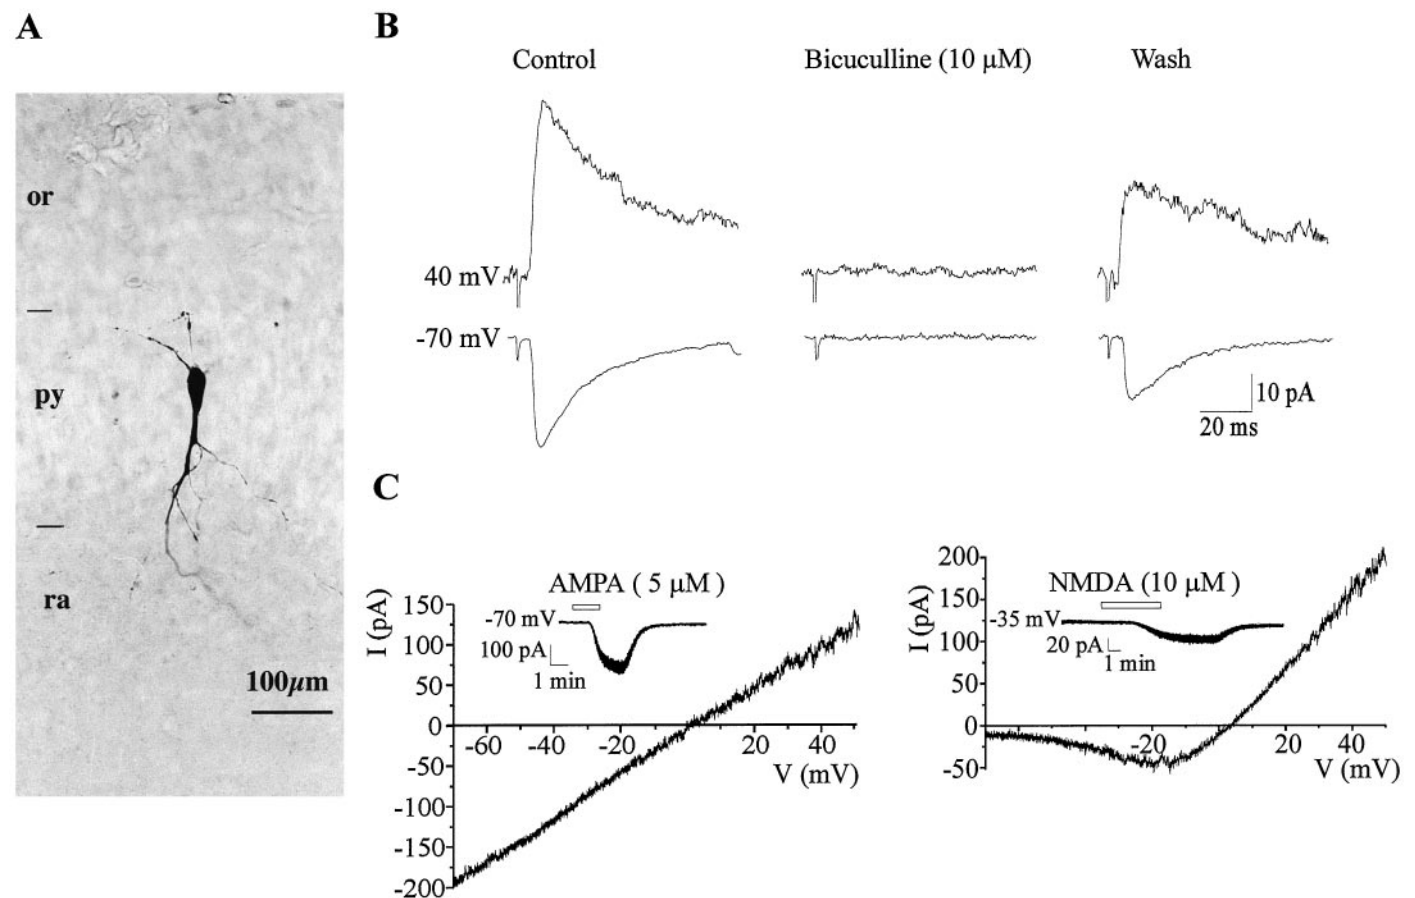 A
or
py
ra
100μm
B
Control
Bicuculline (10 μM)
Wash
40 mV
-70 mV
10 pA
20 ms
C
AMPA ( 5 μM )
-70 mV
100 pA
1 min
I (pA)
150
100
50
0
-50
-100
-150
-200
-60
-40
-20
20
40
V (mV)
NMDA (10 μM )
-35 mV
20 pA
1 min
I (pA)
200
150
100
50
0
-50
-20
20
40
V (mV)